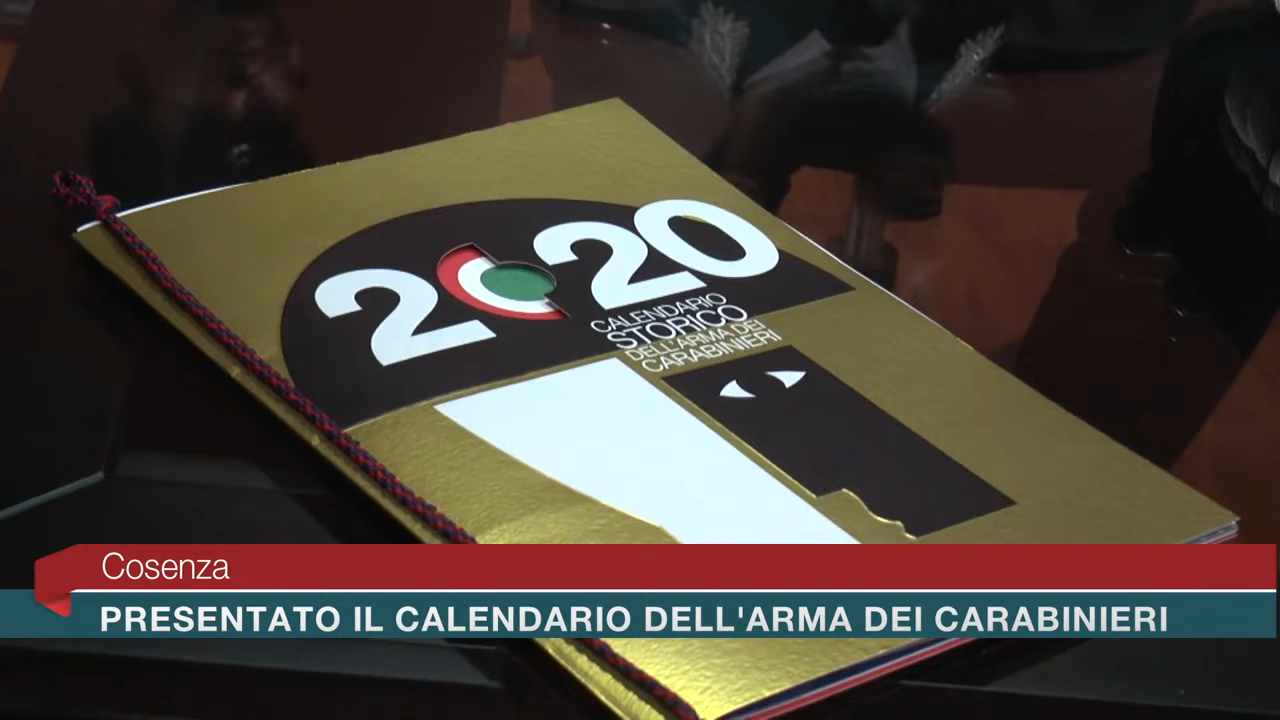 2020
CALENDARIO
STORICO
DELL'ARMA DEI
CARABINIERI
Cosenza
PRESENTATO IL CALENDARIO DELL'ARMA DEI CARABINIERI